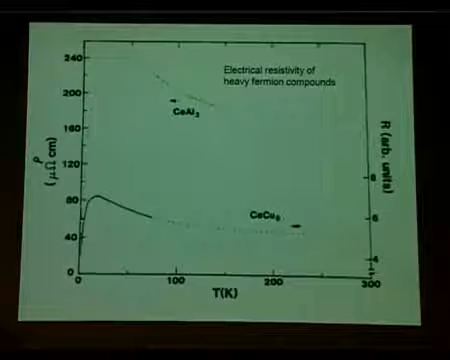 Electrical resistivity of
heavy fermion compounds
240
200
160
120
80
40
0
ρ
(μΩ cm)
CeAl3
CeCu6
R (arb. units)
8
6
4
100
200
300
T(K)